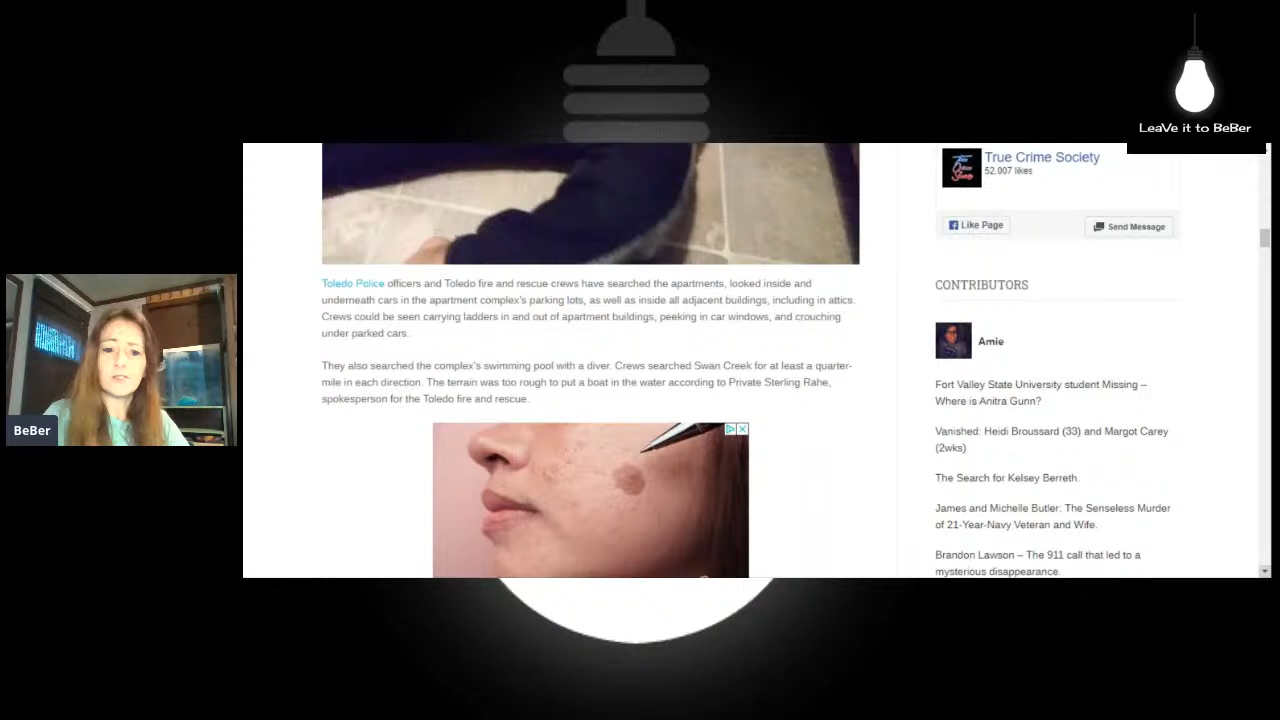 LeaVe it to BeBer
True Crime Society
52,007 likes
Like Page
Send Message
Toledo Police officers and Toledo fire and rescue crews have searched the apartments, looked inside and
underneath cars in the apartment complex's parking lots, as well as inside all adjacent buildings, including in attics.
Crews could be seen carrying ladders in and out of apartment buildings, peeking in car windows, and crouching
under parked cars.
They also searched the complex's swimming pool with a diver. Crews searched Swan Creek for at least a quarter-
mile in each direction. The terrain was too rough to put a boat in the water according to Private Sterling Rahe,
spokesperson for the Toledo fire and rescue.
CONTRIBUTORS
Amie
Fort Valley State University student Missing –
Where is Anitra Gunn?
Vanished: Heidi Broussard (33) and Margot Carey
(2wks)
The Search for Kelsey Berreth.
James and Michelle Butler: The Senseless Murder
of 21-Year-Navy Veteran and Wife.
Brandon Lawson – The 911 call that led to a
mysterious disappearance.
BeBer